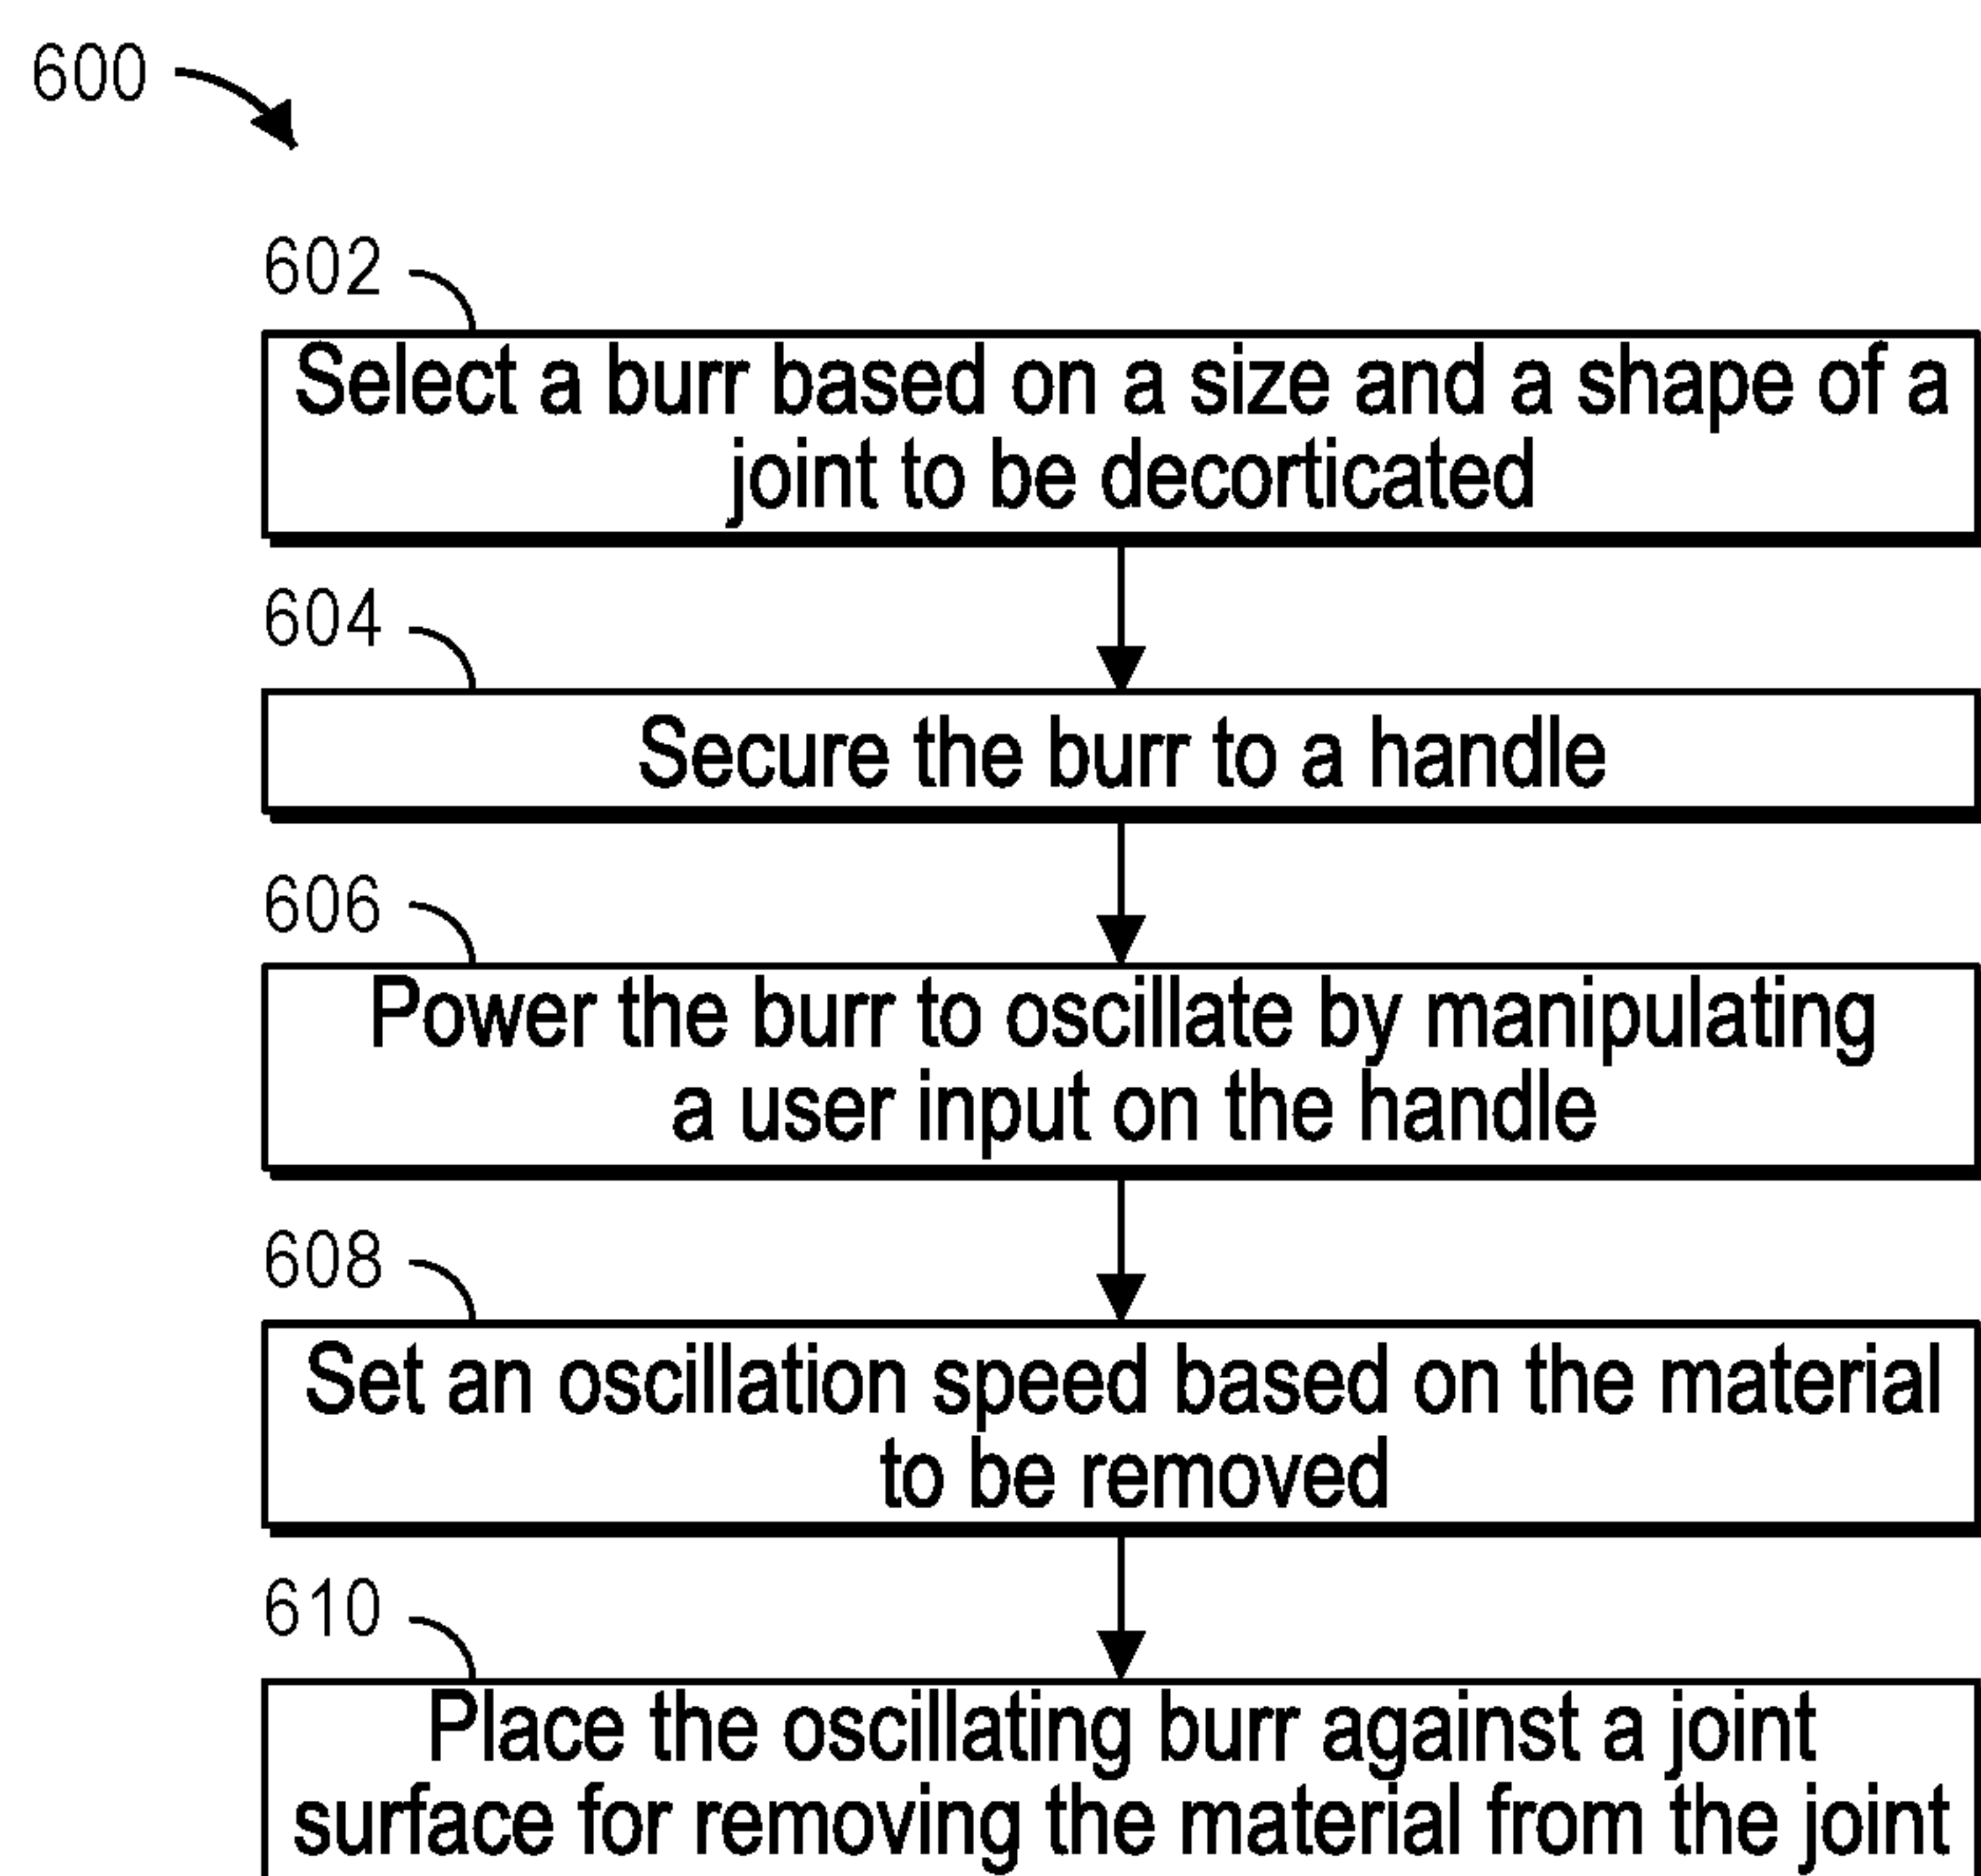 600
602
Select a burr based on a size and a shape of a
joint to be decorticated
604
Secure the burr to a handle
606
Power the burr to oscillate by manipulating
a user input on the handle
608
Set an oscillation speed based on the material
to be removed
610
Place the oscillating burr against a joint
surface for removing the material from the joint